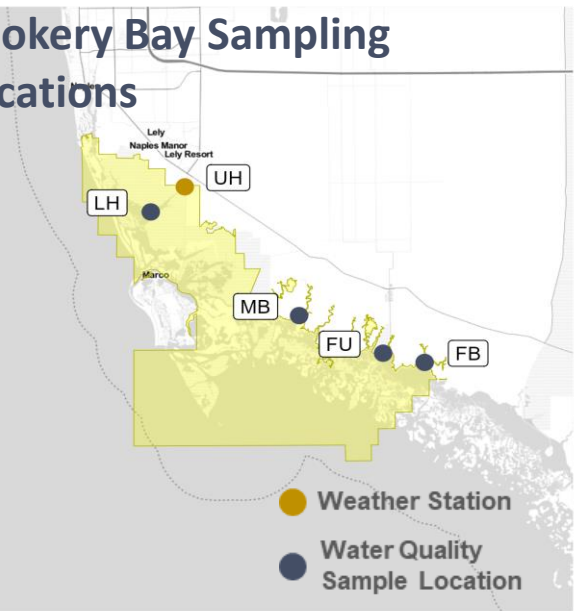 ookery Bay Sampling
cations
Lely
Naples Manor
Lely Resort
UH
LH
Marco
MB
FU
FB
Weather Station
Water Quality
Sample Location